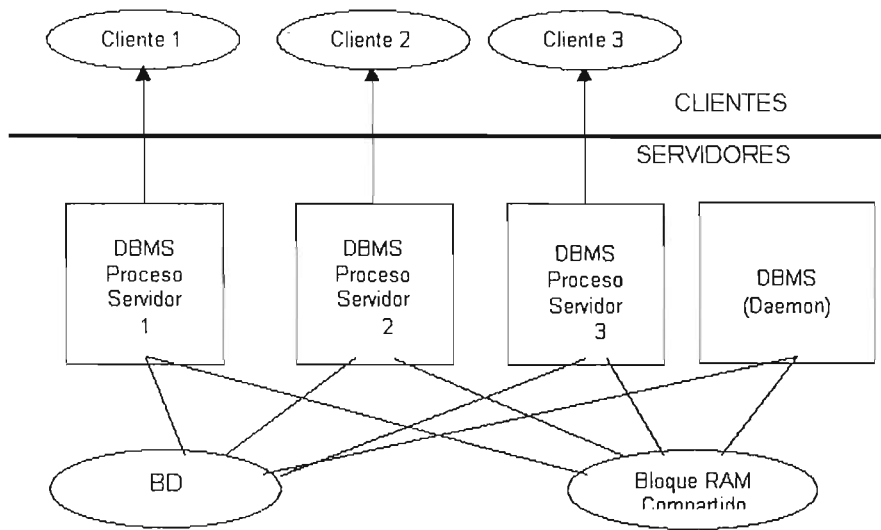 Cliente 1
Cliente 2
Cliente 3
CLIENTES
SERVIDORES
DBMS
Proceso
Servidor
1
DBMS
Proceso
Servidor
2
DBMS
Proceso
Servidor
3
DBMS
(Daemon)
BD
Bloque RAM
Compartido